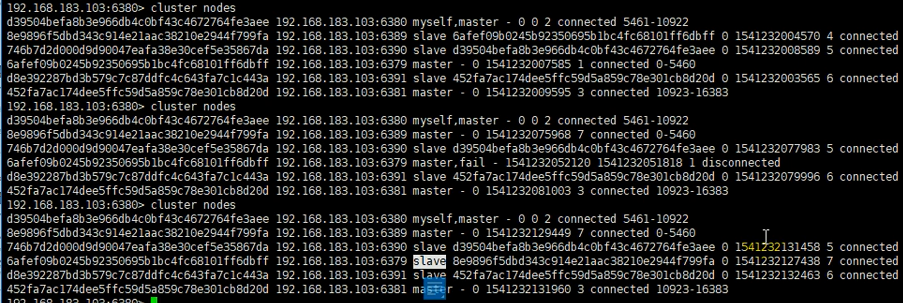 192.168.183.103:6380> cluster nodes
d39504befa8b3e966db4c0bf43c4672764fe3aee 192.168.183.103:6380 myself,master - 0 0 2 connected 5461-10922
8e9896f5dbd343c914e21aac38210e2944f799fa 192.168.183.103:6389 slave 6afef09b0245b92350695b1bc4fc68101ff6dbff 0 1541232004570 4 connected
746b7d2d000d9d90047eafa38e30cef5e35867da 192.168.183.103:6390 slave d39504befa8b3e966db4c0bf43c4672764fe3aee 0 1541232008589 5 connected
6afef09b0245b92350695b1bc4fc68101ff6dbff 192.168.183.103:6379 master - 0 1541232007585 1 connected 0-5460
d8e392287bd3b579c7c87ddfc4c643fa7c1c443a 192.168.183.103:6391 slave 452fa7ac174dee5ffc59d5a859c78e301cb8d20d 0 1541232003565 6 connected
452fa7ac174dee5ffc59d5a859c78e301cb8d20d 192.168.183.103:6381 master - 0 1541232009595 3 connected 10923-16383
192.168.183.103:6380> cluster nodes
d39504befa8b3e966db4c0bf43c4672764fe3aee 192.168.183.103:6380 myself,master - 0 0 2 connected 5461-10922
8e9896f5dbd343c914e21aac38210e2944f799fa 192.168.183.103:6389 master - 0 1541232075968 7 connected 0-5460
746b7d2d000d9d90047eafa38e30cef5e35867da 192.168.183.103:6390 slave d39504befa8b3e966db4c0bf43c4672764fe3aee 0 1541232077983 5 connected
6afef09b0245b92350695b1bc4fc68101ff6dbff 192.168.183.103:6379 master,fail - 1541232052120 1541232051818 1 disconnected
d8e392287bd3b579c7c87ddfc4c643fa7c1c443a 192.168.183.103:6391 slave 452fa7ac174dee5ffc59d5a859c78e301cb8d20d 0 1541232079996 6 connected
452fa7ac174dee5ffc59d5a859c78e301cb8d20d 192.168.183.103:6381 master - 0 1541232081003 3 connected 10923-16383
192.168.183.103:6380> cluster nodes
d39504befa8b3e966db4c0bf43c4672764fe3aee 192.168.183.103:6380 myself,master - 0 0 2 connected 5461-10922
8e9896f5dbd343c914e21aac38210e2944f799fa 192.168.183.103:6389 master - 0 1541232129449 7 connected 0-5460
746b7d2d000d9d90047eafa38e30cef5e35867da 192.168.183.103:6390 slave d39504befa8b3e966db4c0bf43c4672764fe3aee 0 1541232131458 5 connected
6afef09b0245b92350695b1bc4fc68101ff6dbff 192.168.183.103:6379 slave 8e9896f5dbd343c914e21aac38210e2944f799fa 0 1541232127438 7 connected
d8e392287bd3b579c7c87ddfc4c643fa7c1c443a 192.168.183.103:6391 slave 452fa7ac174dee5ffc59d5a859c78e301cb8d20d 0 1541232132463 6 connected
452fa7ac174dee5ffc59d5a859c78e301cb8d20d 192.168.183.103:6381 master - 0 1541232131960 3 connected 10923-16383
192.168.183.103:6380>